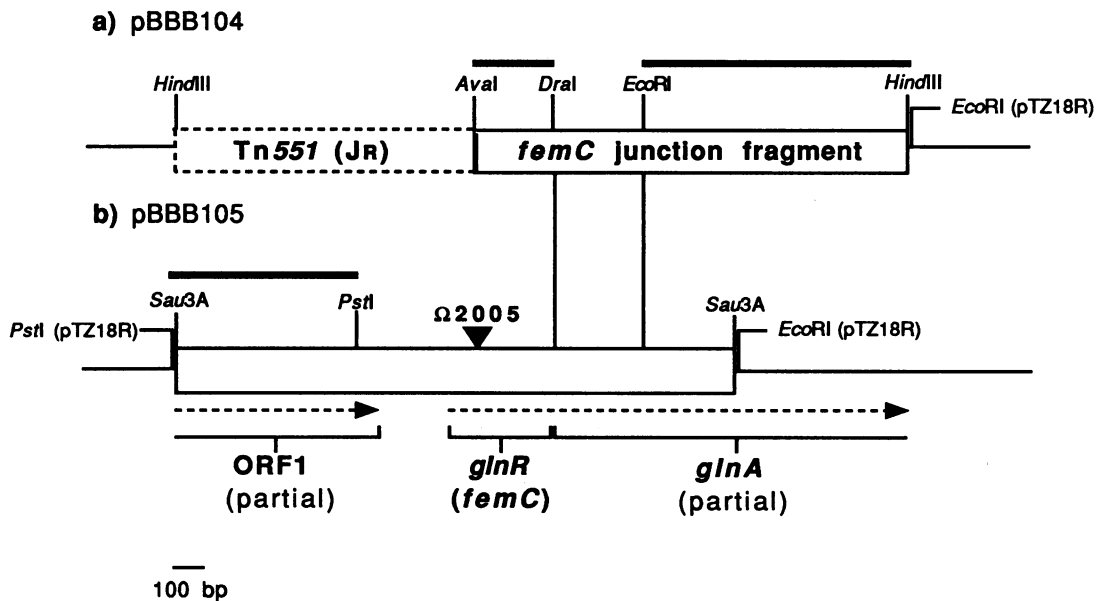 a) pBBB104
HindIII AvaI DraI EcoRI HindIII
EcoRI (pTZ18R)
Tn551 (JR) femC junction fragment
b) pBBB105
Sau3A PstI Ω2005 Sau3A
PstI (pTZ18R) EcoRI (pTZ18R)
ORF1 glnR glnA
(partial) (femC) (partial)
100 bp